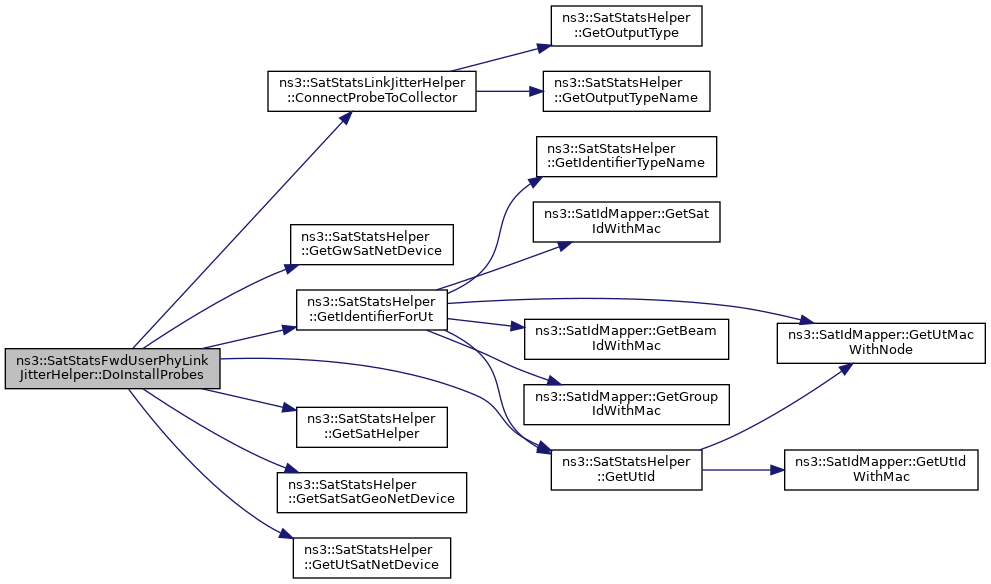 ns3::SatStatsHelper
::GetOutputType
ns3::SatStatsLinkJitterHelper
::ConnectProbeToCollector
ns3::SatStatsHelper
::GetOutputTypeName
ns3::SatStatsHelper
::GetIdentifierTypeName
ns3::SatIdMapper::GetSat
IdWithMac
ns3::SatStatsHelper
::GetGwSatNetDevice
ns3::SatStatsHelper
::GetIdentifierForUt
ns3::SatIdMapper::GetBeam
IdWithMac
ns3::SatIdMapper::GetUtMac
WithNode
ns3::SatStatsFwdUserPhyLink
JitterHelper::DoInstallProbes
ns3::SatIdMapper::GetGroup
IdWithMac
ns3::SatStatsHelper
::GetSatHelper
ns3::SatStatsHelper
::GetUtId
ns3::SatIdMapper::GetUtId
WithMac
ns3::SatStatsHelper
::GetSatSatGeoNetDevice
ns3::SatStatsHelper
::GetUtSatNetDevice